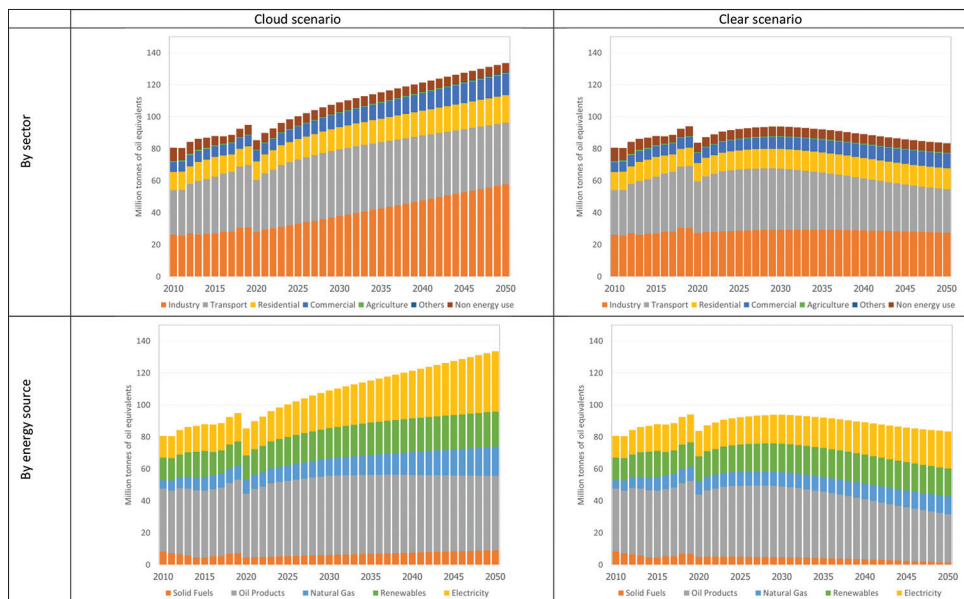 Cloud scenario
Clear scenario
By sector
Million tonnes of oil equivalents
140
120
100
80
60
40
20
0
2010 2015 2020 2025 2030 2035 2040 2045 2050
Industry Transport Residential Commercial Agriculture Others Non energy use
Million tonnes of oil equivalents
140
120
100
80
60
40
20
0
2010 2015 2020 2025 2030 2035 2040 2045 2050
Industry Transport Residential Commercial Agriculture Others Non energy use
By energy source
Million tonnes of oil equivalents
140
120
100
80
60
40
20
0
2010 2015 2020 2025 2030 2035 2040 2045 2050
Solid Fuels Oil Products Natural Gas Renewables Electricity
Million tonnes of oil equivalents
140
120
100
80
60
40
20
0
2010 2015 2020 2025 2030 2035 2040 2045 2050
Solid Fuels Oil Products Natural Gas Renewables Electricity